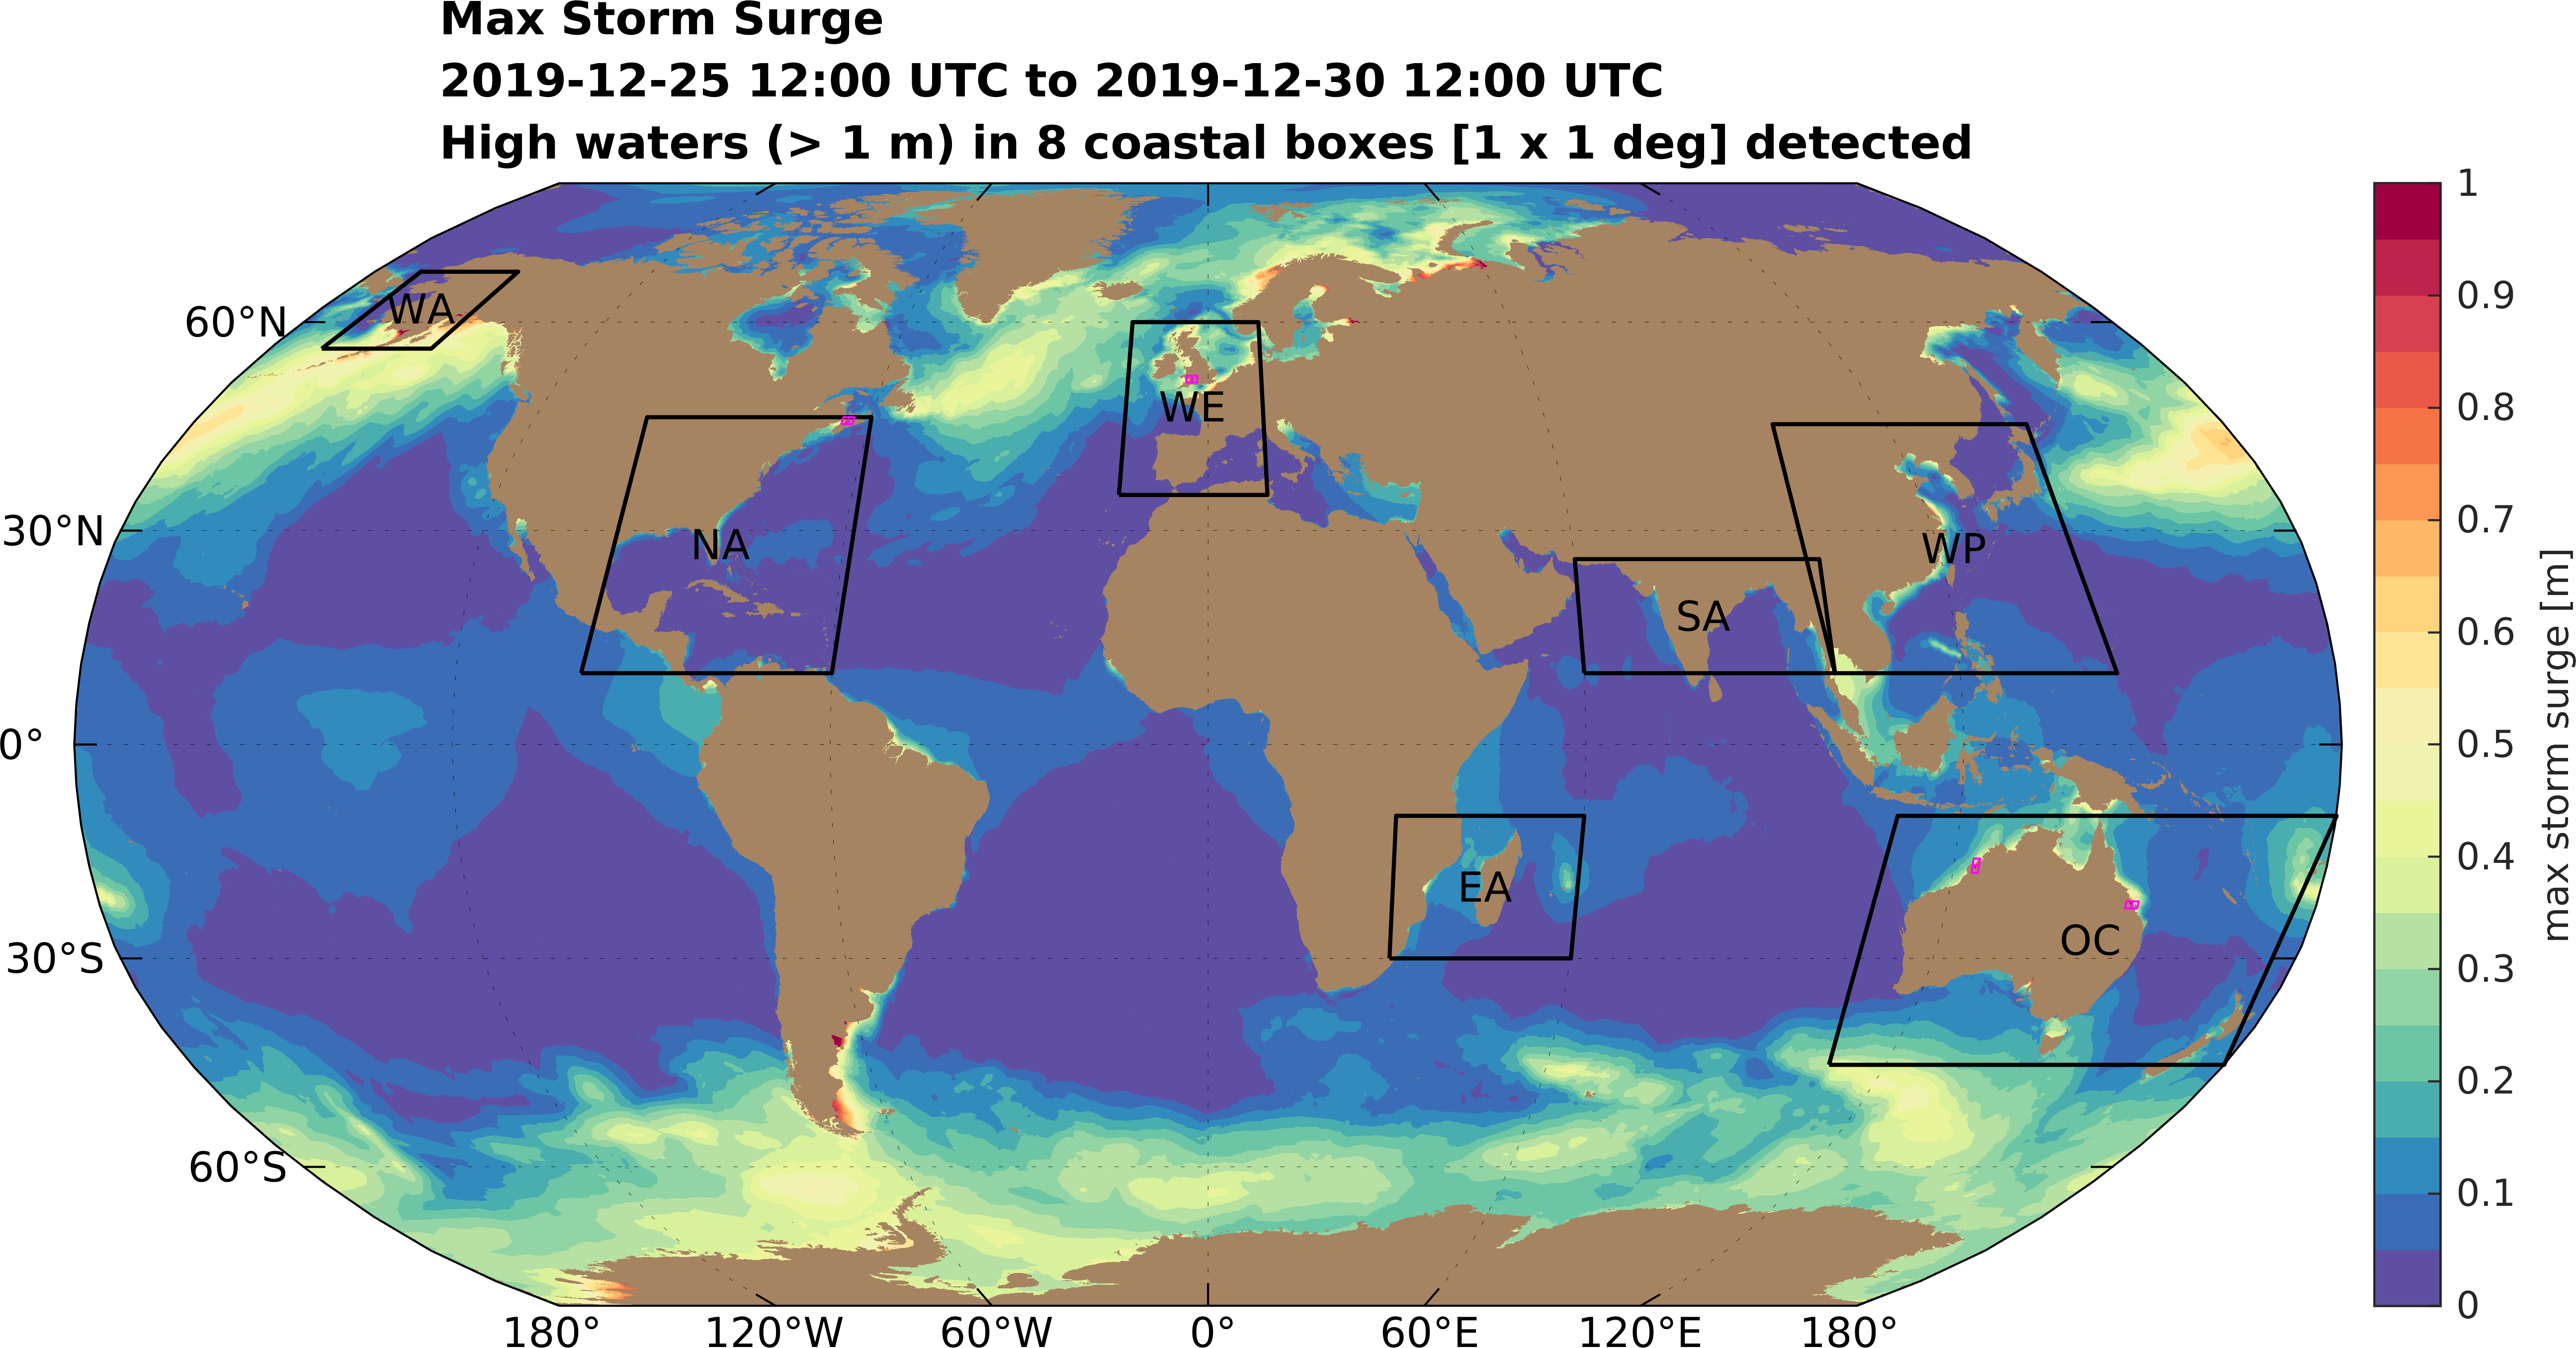 Max Storm Surge
2019-12-25 12:00 UTC to 2019-12-30 12:00 UTC
High waters (> 1 m) in 8 coastal boxes [1 x 1 deg] detected
60°N
30°N
0°
30°S
60°S
WA
WE
NA
WP
SA
EA
OC
180°
120°W
60°W
0°
60°E
120°E
180°
1
0.9
0.8
0.7
0.6
0.5
0.4
0.3
0.2
0.1
0
max storm surge [m]